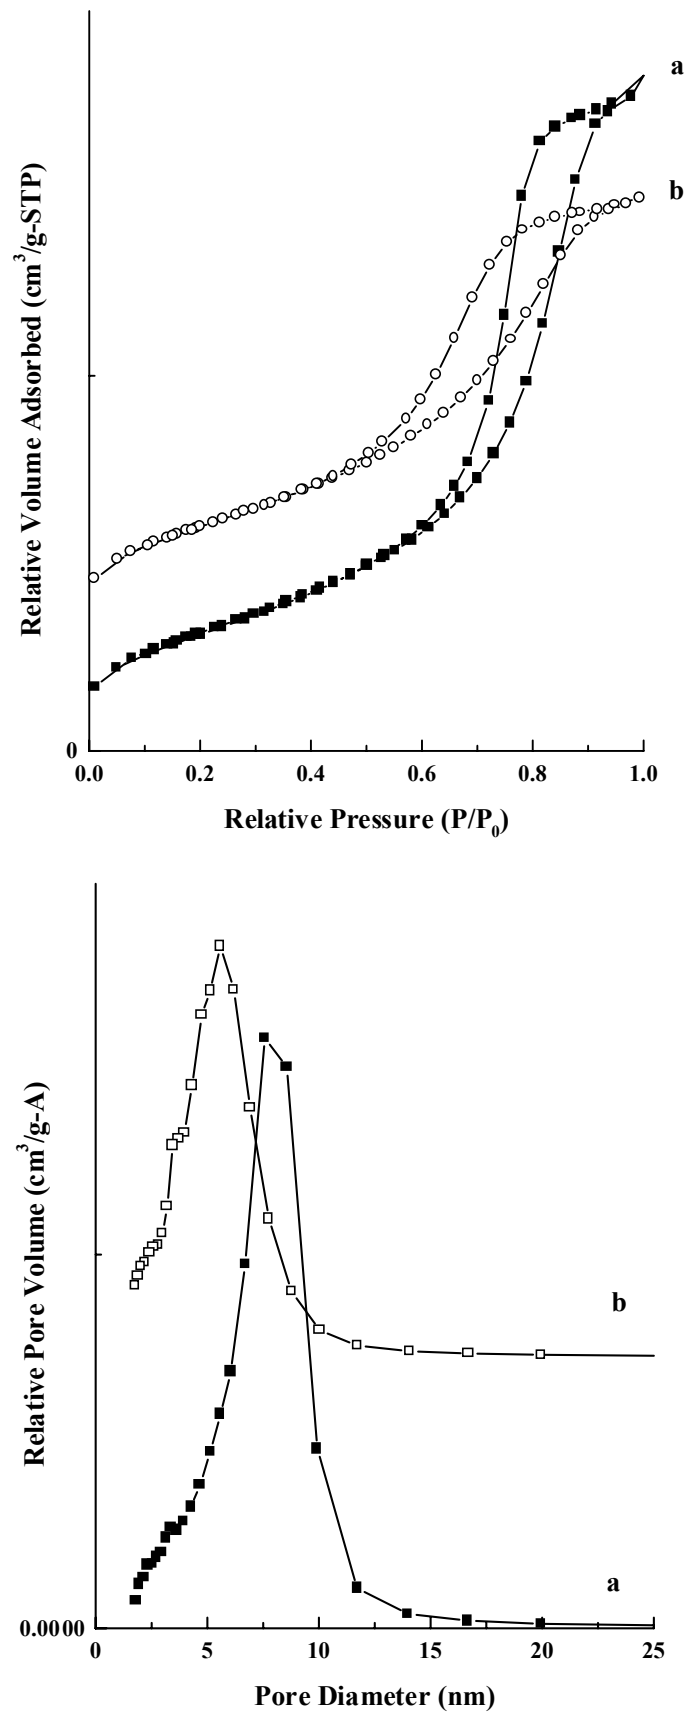 a
b
Relative Volume Adsorbed (cm³/g-STP)
0
0.0 0.2 0.4 0.6 0.8 1.0
Relative Pressure (P/P₀)
Relative Pore Volume (cm³/g-A)
b
a
0.0000
0 5 10 15 20 25
Pore Diameter (nm)